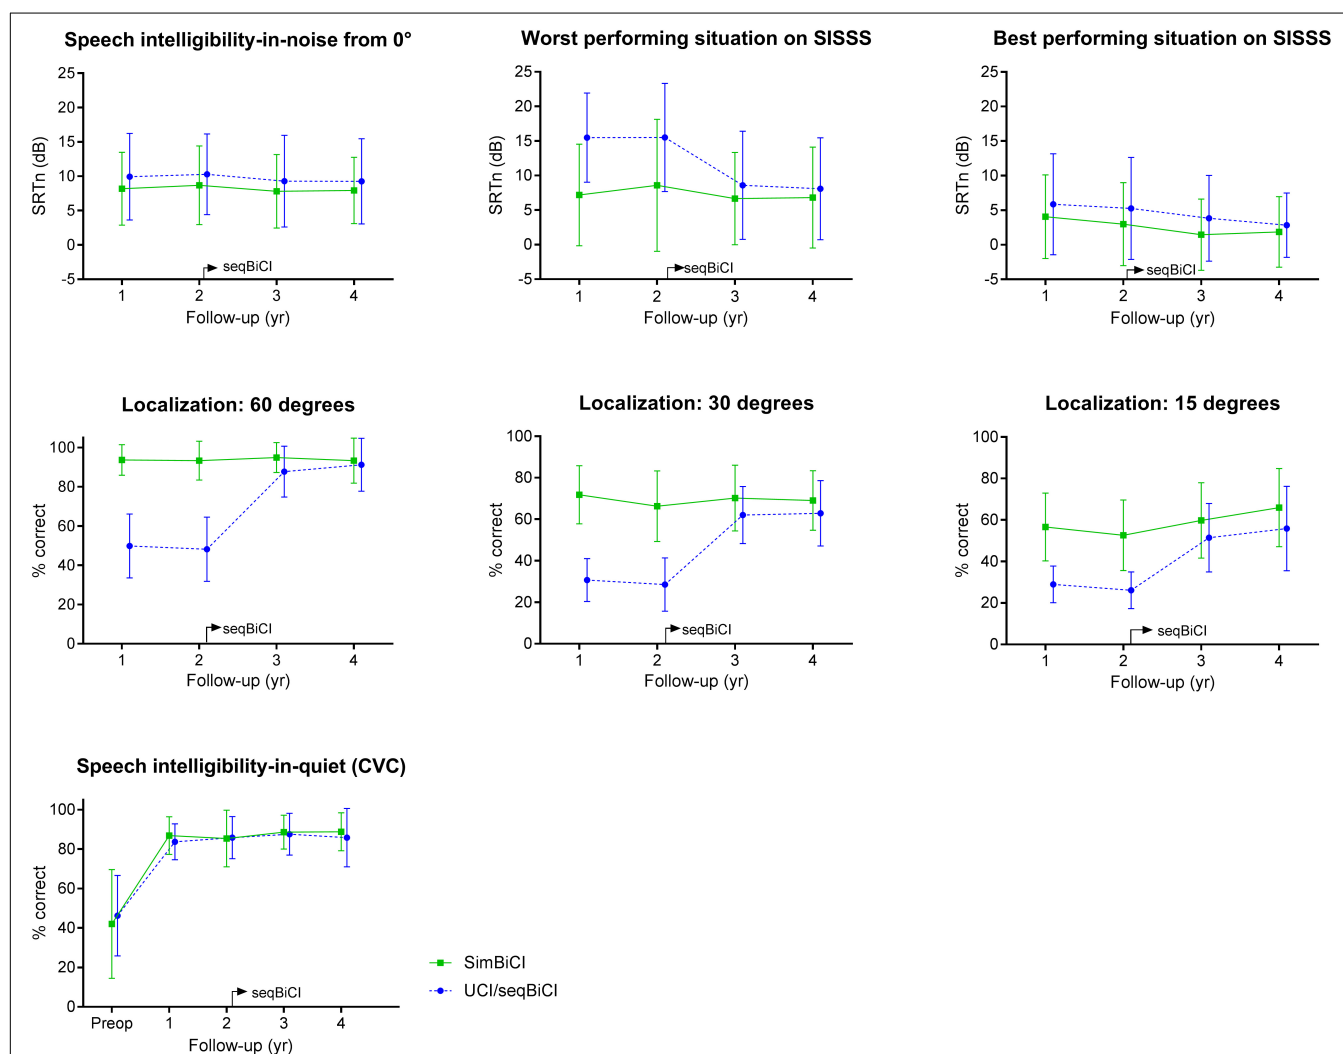 Speech intelligibility-in-noise from 0°
25
20
15
10
5
0
-5
SRTn (dB)
seqBiCI
1 2 3 4
Follow-up (yr)
Worst performing situation on SISSS
25
20
15
10
5
0
-5
SRTn (dB)
seqBiCI
1 2 3 4
Follow-up (yr)
Best performing situation on SISSS
25
20
15
10
5
0
-5
SRTn (dB)
seqBiCI
1 2 3 4
Follow-up (yr)
Localization: 60 degrees
100
80
60
40
20
0
% correct
seqBiCI
1 2 3 4
Follow-up (yr)
Localization: 30 degrees
100
80
60
40
20
0
% correct
seqBiCI
1 2 3 4
Follow-up (yr)
Localization: 15 degrees
100
80
60
40
20
0
% correct
seqBiCI
1 2 3 4
Follow-up (yr)
Speech intelligibility-in-quiet (CVC)
100
80
60
40
20
0
% correct
seqBiCI
Preop 1 2 3 4
Follow-up (yr)
SimBiCI
UCI/seqBiCI